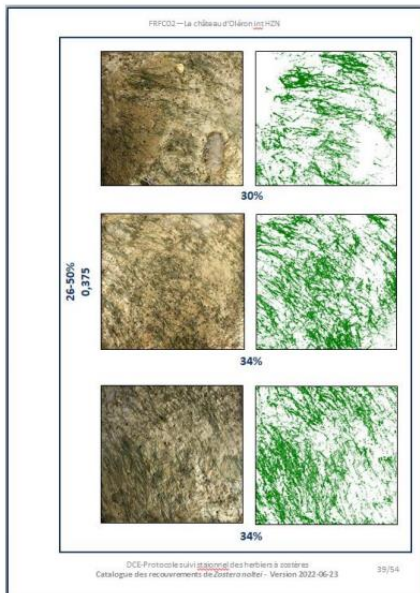 FRFC02 – Le château d'Oléron int HZN
30%
26-50%
0,375
34%
34%
DCE-Protocole suivi stationnel des herbiers à zostères
Catalogue des recouvrements de Zostera noltei - Version 2022-06-23
39/54